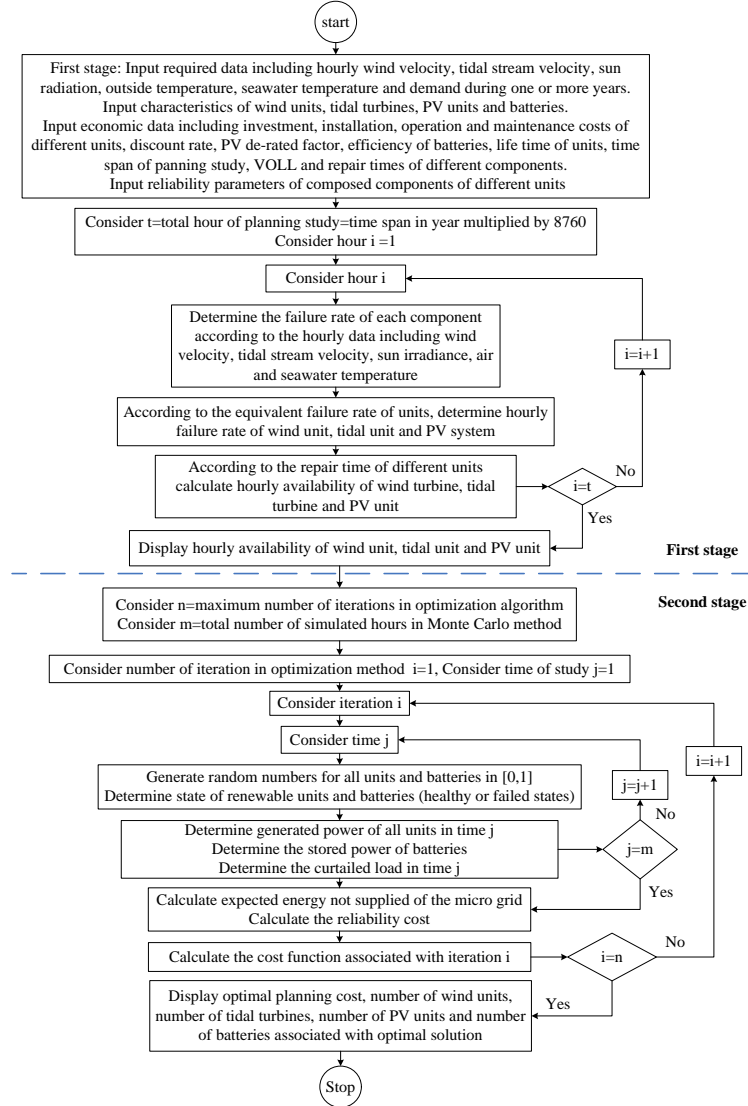 start
First stage: Input required data including hourly wind velocity, tidal stream velocity, sun
radiation, outside temperature, seawater temperature and demand during one or more years.
Input characteristics of wind units, tidal turbines, PV units and batteries.
Input economic data including investment, installation, operation and maintenance costs of
different units, discount rate, PV de-rated factor, efficiency of batteries, life time of units, time
span of panning study, VOLL and repair times of different components.
Input reliability parameters of composed components of different units
Consider t=total hour of planning study=time span in year multiplied by 8760
Consider hour i =1
Consider hour i
Determine the failure rate of each component
according to the hourly data including wind
velocity, tidal stream velocity, sun irradiance, air
and seawater temperature
i=i+1
According to the equivalent failure rate of units, determine hourly
failure rate of wind unit, tidal unit and PV system
According to the repair time of different units
calculate hourly availability of wind turbine, tidal
turbine and PV unit
i=t
No
Yes
Display hourly availability of wind unit, tidal unit and PV unit
First stage
Second stage
Consider n=maximum number of iterations in optimization algorithm
Consider m=total number of simulated hours in Monte Carlo method
Consider number of iteration in optimization method  i=1, Consider time of study j=1
Consider iteration i
Consider time j
i=i+1
Generate random numbers for all units and batteries in [0,1]
Determine state of renewable units and batteries (healthy or failed states)
j=j+1
No
Determine generated power of all units in time j
Determine the stored power of batteries
Determine the curtailed load in time j
j=m
Yes
Calculate expected energy not supplied of the micro grid
Calculate the reliability cost
Calculate the cost function associated with iteration i
i=n
No
Yes
Display optimal planning cost, number of wind units,
number of tidal turbines, number of PV units and number
of batteries associated with optimal solution
Stop